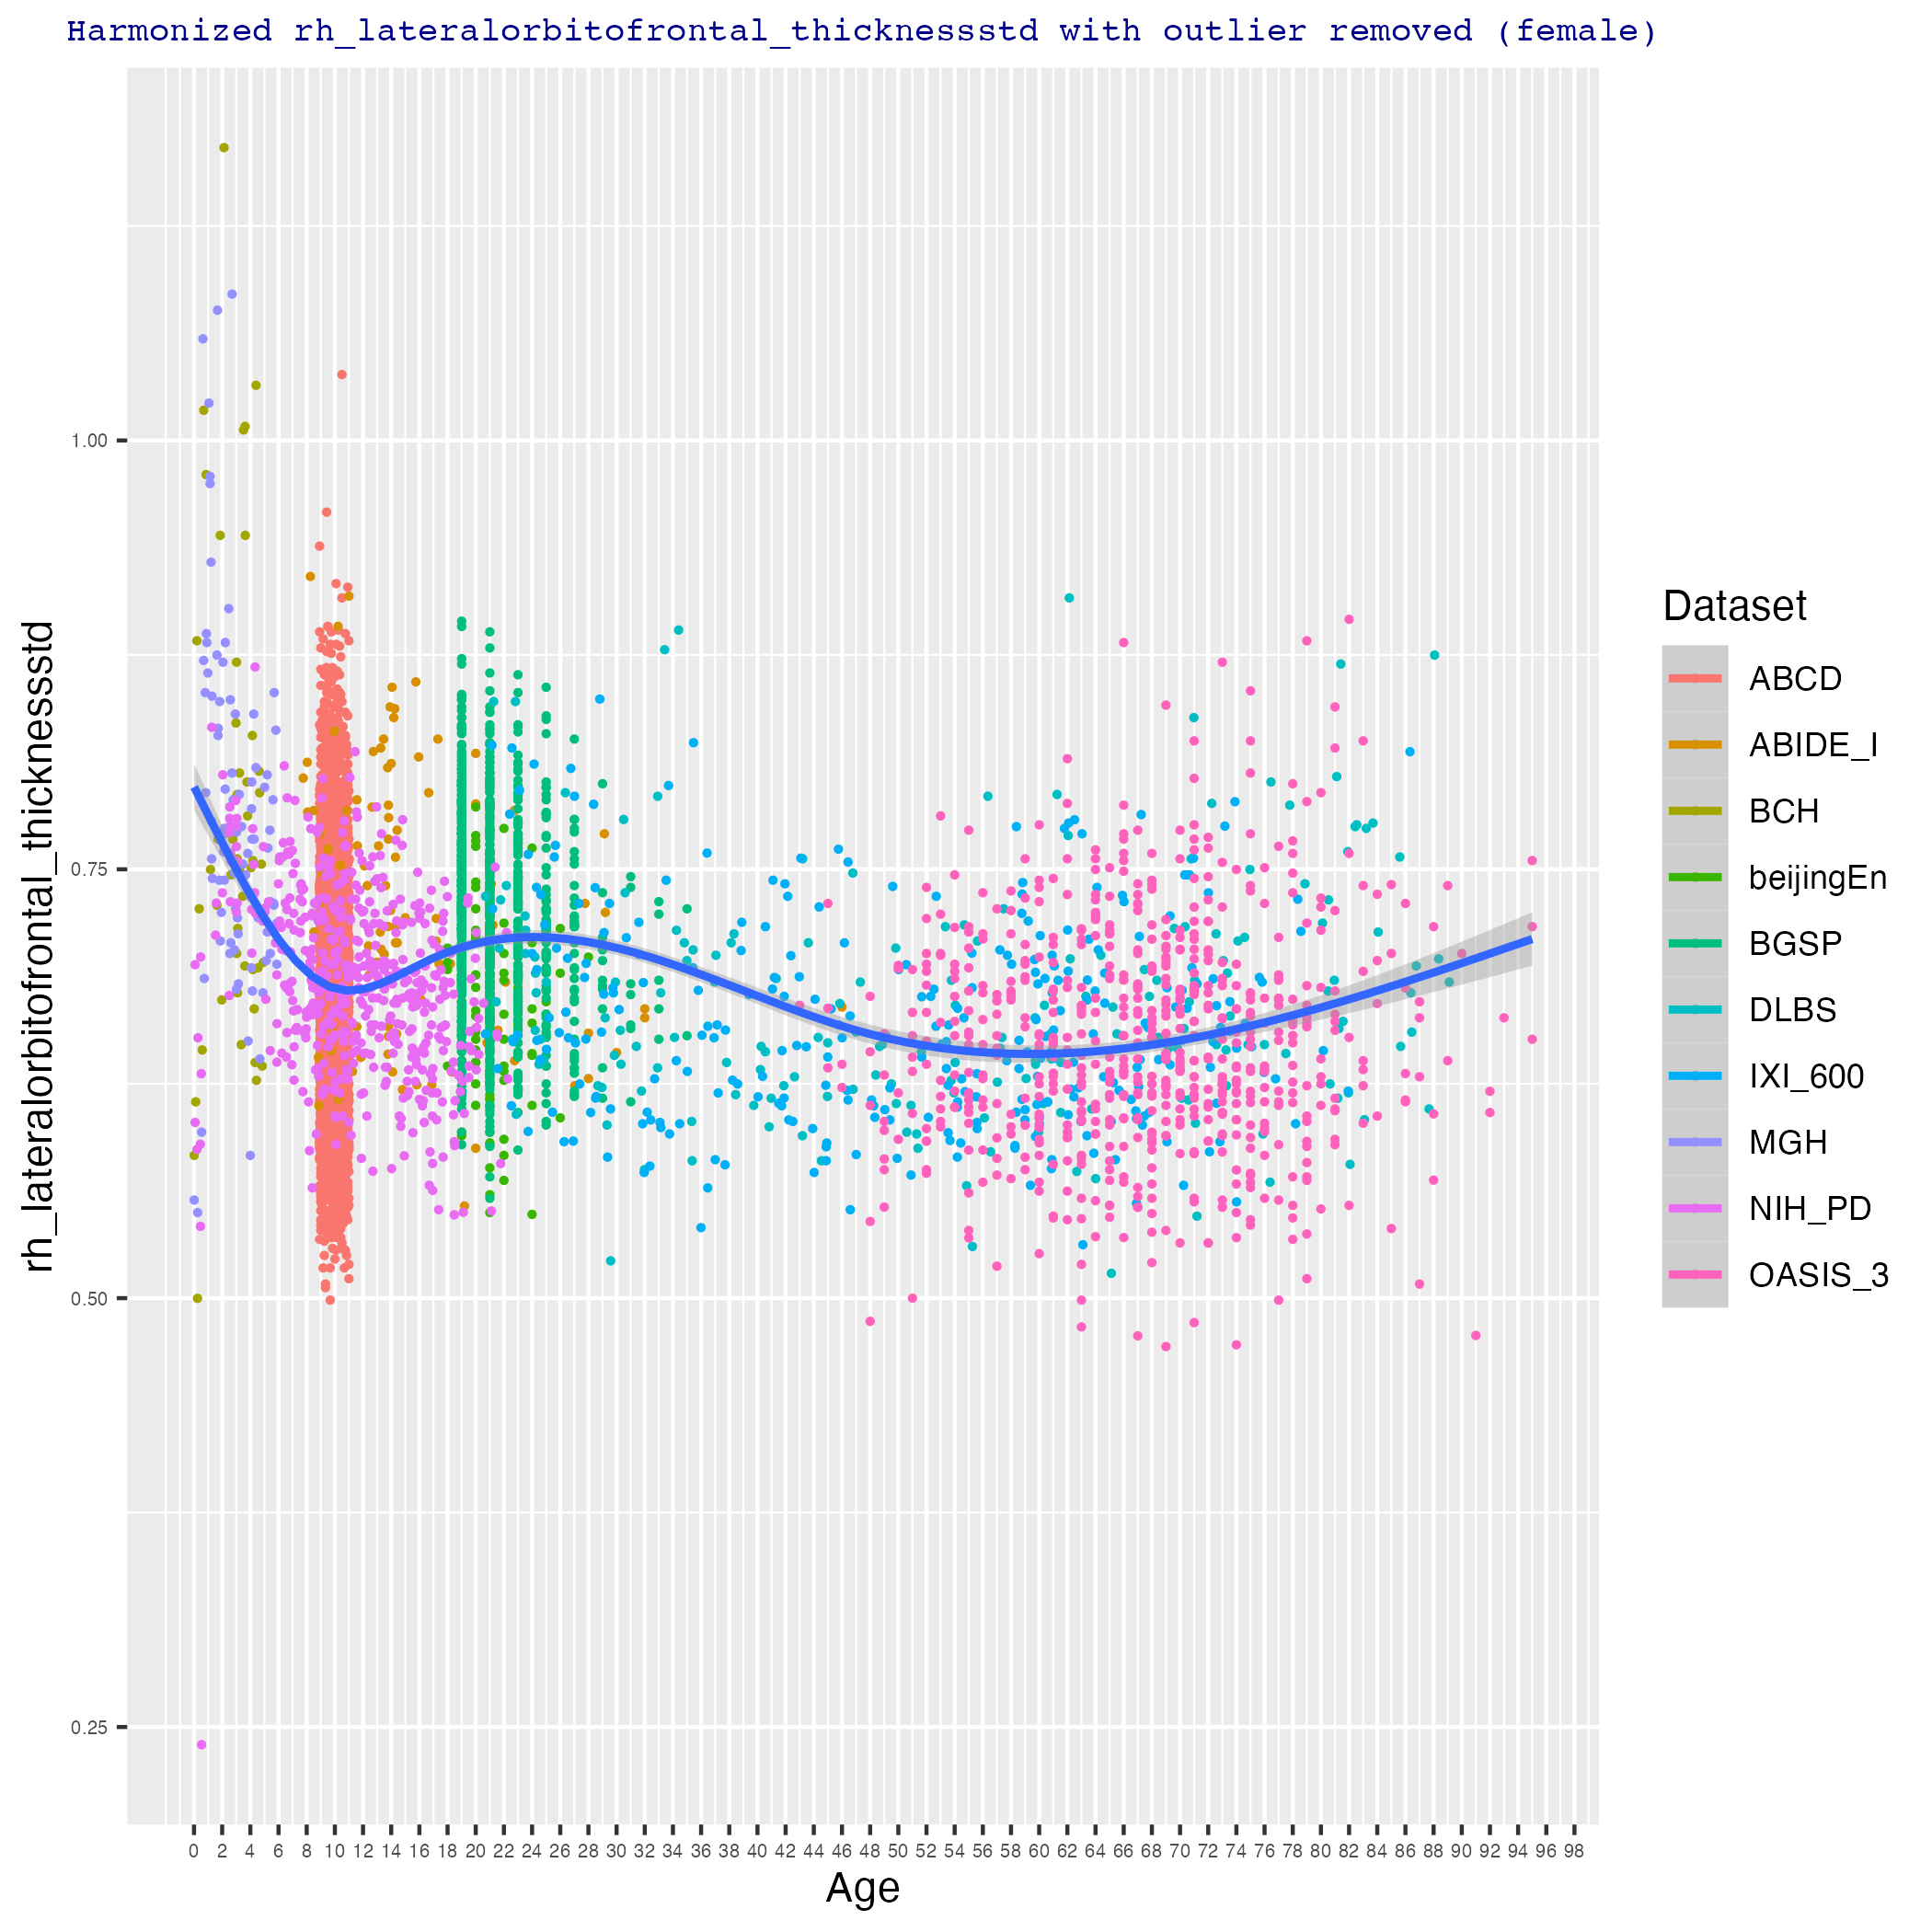 Harmonized rh_lateralorbitofrontal_thicknessstd with outlier removed (female)
rh_lateralorbitofrontal_thicknessstd
1.00
0.75
0.50
0.25
0 2 4 6 8 10 12 14 16 18 20 22 24 26 28 30 32 34 36 38 40 42 44 46 48 50 52 54 56 58 60 62 64 66 68 70 72 74 76 78 80 82 84 86 88 90 92 94 96 98
Age
Dataset
ABCD
ABIDE_I
BCH
beijingEn
BGSP
DLBS
IXI_600
MGH
NIH_PD
OASIS_3